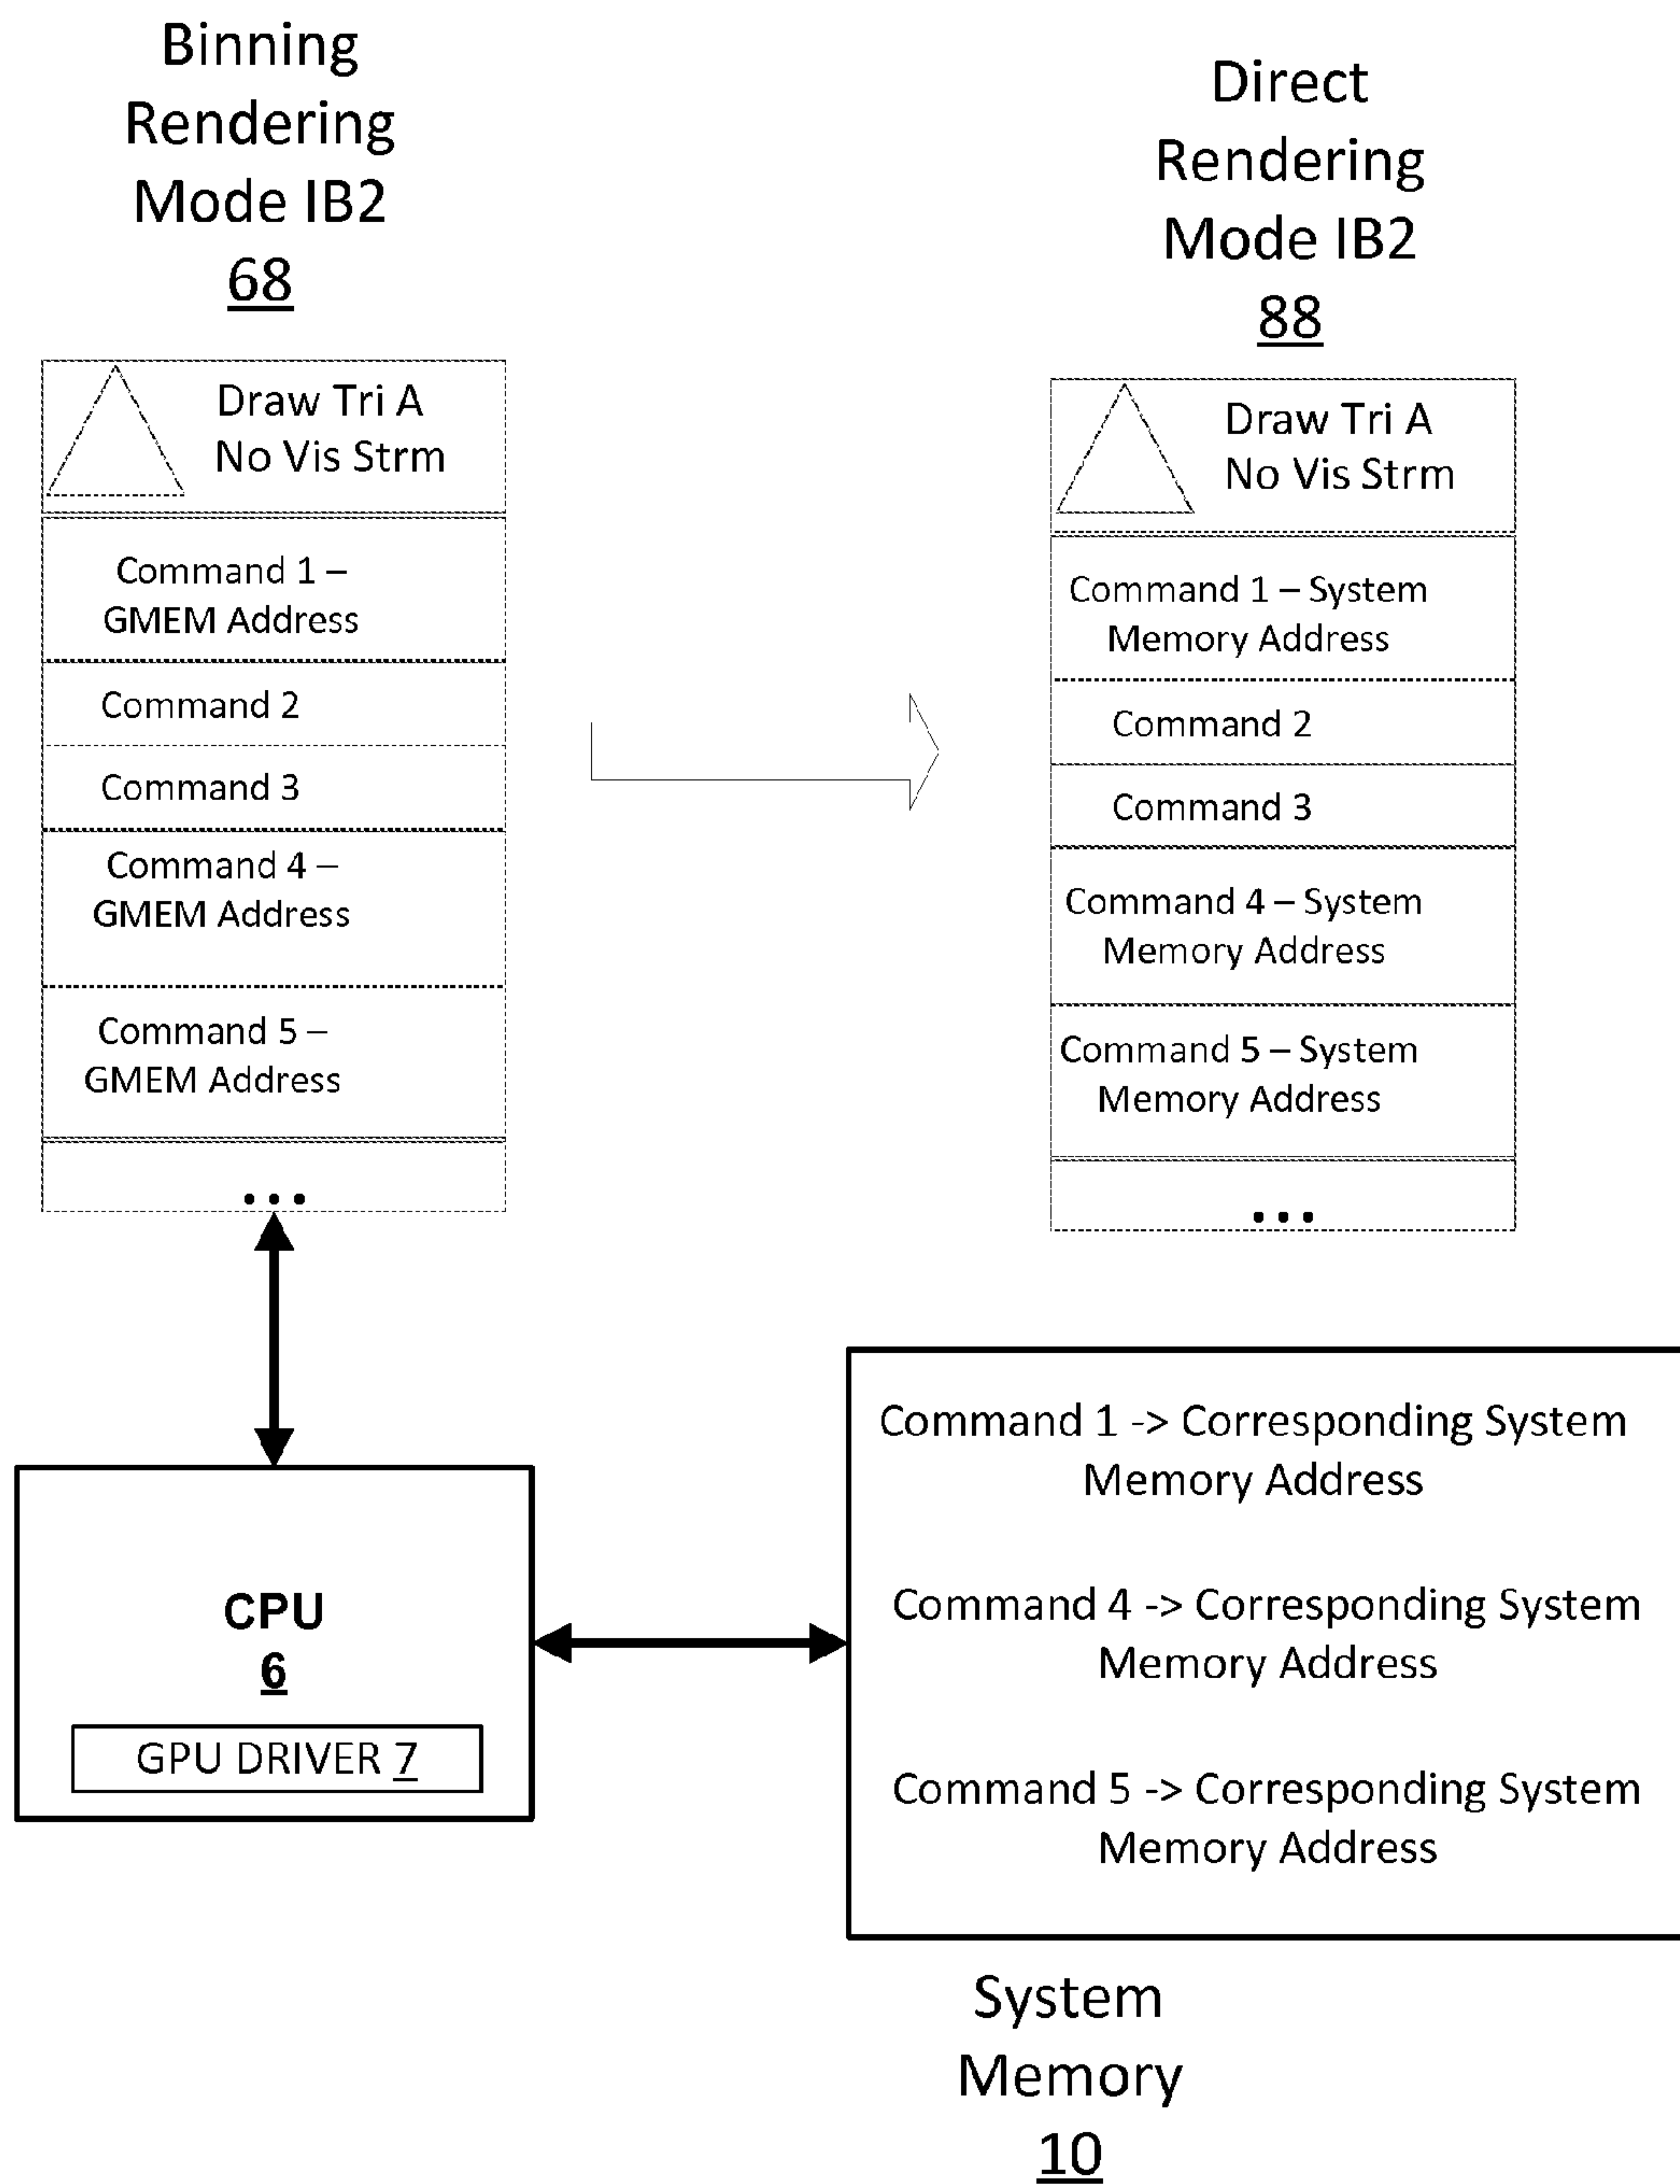 Binning
Rendering
Mode IB2
68
Draw Tri A
No Vis Strm
Command 1 –
GMEM Address
Command 2
Command 3
Command 4 –
GMEM Address
Command 5 –
GMEM Address
...
Direct
Rendering
Mode IB2
88
Draw Tri A
No Vis Strm
Command 1 – System
Memory Address
Command 2
Command 3
Command 4 – System
Memory Address
Command 5 – System
Memory Address
...
CPU
6
GPU DRIVER 7
Command 1 -> Corresponding System
Memory Address
Command 4 -> Corresponding System
Memory Address
Command 5 -> Corresponding System
Memory Address
System
Memory
10